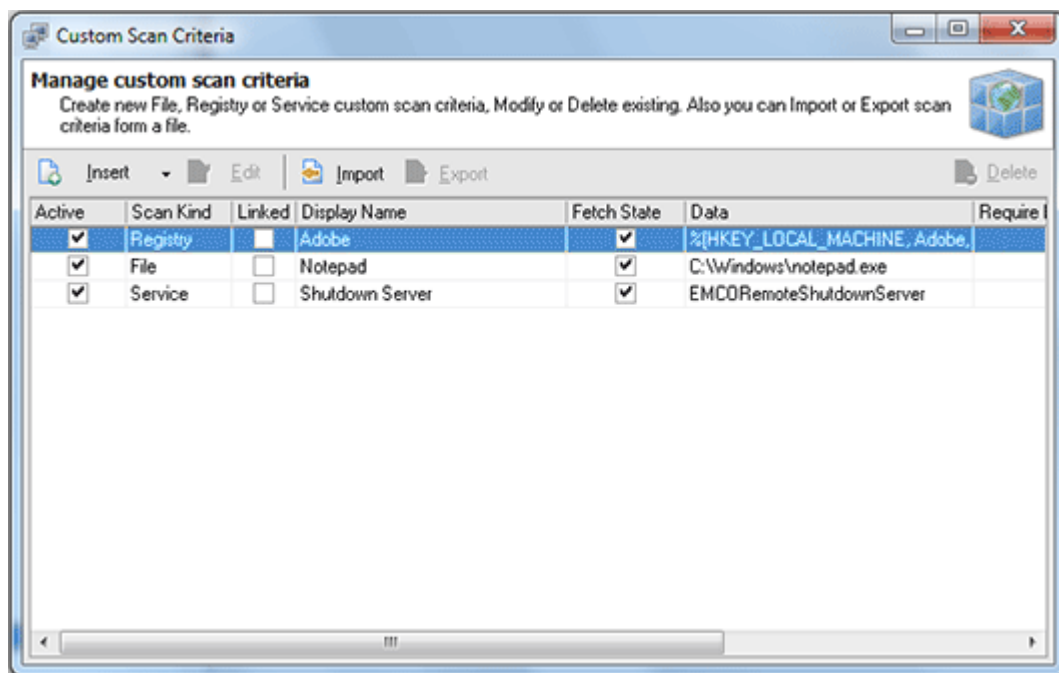 Custom Scan Criteria
Manage custom scan criteria
Create new File, Registry or Service custom scan criteria, Modify or Delete existing. Also you can Import or Export scan
criteria form a file.
Insert Edit Import Export Delete
Active Scan Kind Linked Display Name Fetch State Data Require
Registry Adobe %[HKEY_LOCAL_MACHINE, Adobe,
File Notepad C:\Windows\notepad.exe
Service Shutdown Server EMCORemoteShutdownServer